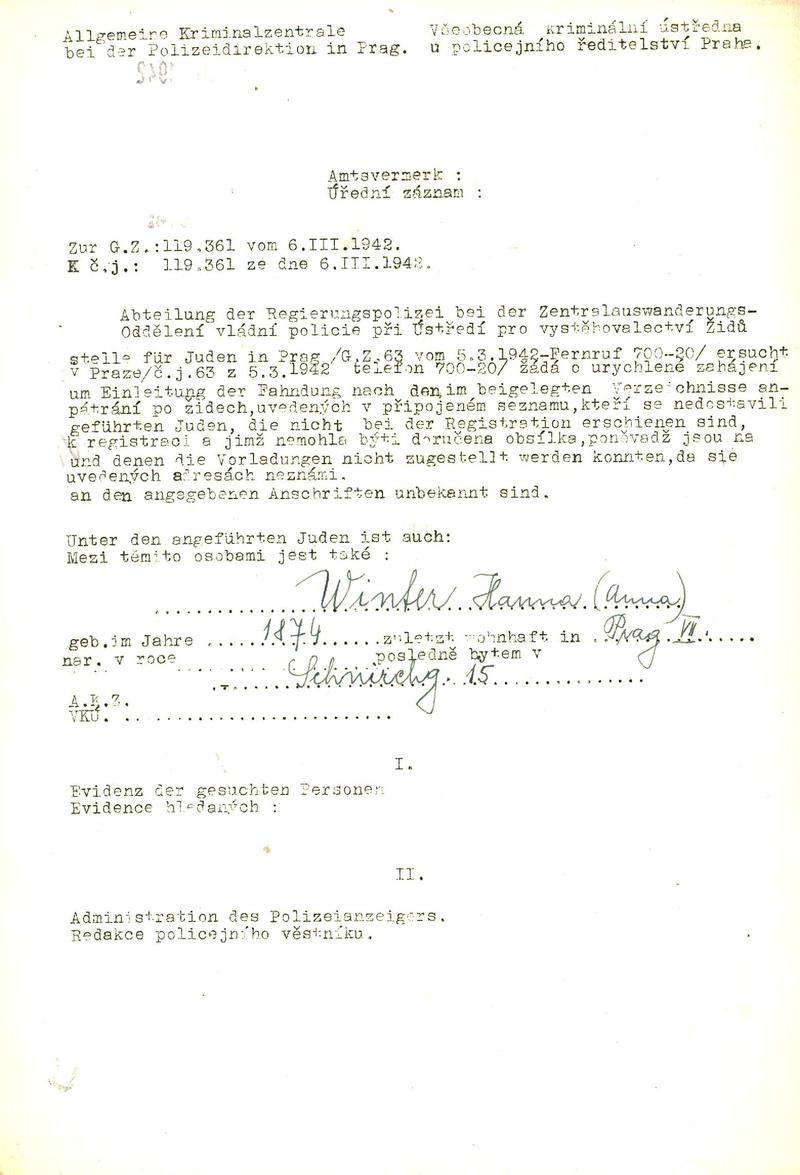 Allgemeine Kriminalzentrale Všeobecná kriminální ústředna
bei der Polizeidirektion in Prag. u policejního ředitelství Praha.
Amtsvermerk :
Úřední záznam :
Zur G.Z.:119.361 vom 6.III.1942.
K č.j.: 119.361 ze dne 6.III.1942.
Abteilung der Regierungspolizei bei der Zentralauswanderungs-
Oddělení vládní policie při Ústředí pro vystěhovalectví Židů
stelle für Juden in Prag /G.Z.63 vom 5.3.1942-Fernruf 700-20/ ersucht
v Praze/č.j.63 z 5.3.1942 telefon 700-20/ žádá o urychlené zahájení
um Einleitung der Fahndung nach den,im beigelegten Verzeichnisse an-
pátrání po židech,uvedených v připojeném seznamu,kteří se nedostavili
geführten Juden, die nicht bei der Registration erschienen sind,
k registraci a jimž nemohla býti doručena obsílka,poněvadž jsou na
und denen die Vorladungen nicht zugestellt werden konnten,da sie
uvedených adresách neznámi.
an den angegebenen Anschriften unbekannt sind.
Unter den angeführten Juden ist auch:
Mezi těmito osobami jest také :
Winter Hanna (Anna)
geb.im Jahre ......1874......zuletzt wohnhaft in .Prag VII.....
nar. v roce posledně bytem v
Schnirchg. 15
A.K.Z.
VKÚ. ..........................
I.
Evidenz der gesuchten Personen
Evidence hledaných :
II.
Administration des Polizeianzeigers.
Redakce policejního věstníku.